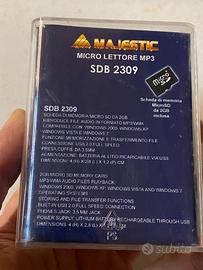 MAJESTIC
MICRO LETTORE MP3
SDB 2309
micro SD
Scheda di memoria
MicroSD
da 2GB
inclusa
SDB 2309
SCHEDA DI MEMORIA MICRO SD DA 2GB
RIPRODUCE FILE AUDIO IN FORMATO MP3/WMA
COMPATIBILE CON WINDOWS 2000, WINDOWS XP
WINDOWS VISTA E WINDOWS 7
FUNZIONE MEMORIZZAZIONE E TRASFERIMENTO FILE
CONNESSIONE USB 2.0 FULL SPEED
PRESA CUFFIE DA 3.5MM
ALIMENTAZIONE: BATTERIA AL LITIO RICARICABILE VIA USB
DIMENSIONI: 4 (H) X 2.8 (L) X 1.7 (P) CM
2GB MICRO SD MEMORY CARD
MP3/WMA AUDIO FILES PLAYBACK
WINDOWS 2000, WINDOWS XP, WINDOWS VISTA AND WINDOWS 7
OPERATING SYSTEMS
STORING AND FILE TRANSFER FUNCTIONS
BUILT-IN USB 2.0 FULL SPEED CONNECTION
PHONES JACK: 3.5 MM JACK
POWER SUPPLY: LITHIUM BATTERY RECHARGEABLE THROUGH USB
DIMENSIONS: 4 (H) X 2.8 (L) X 1.7 (D) CM
subito